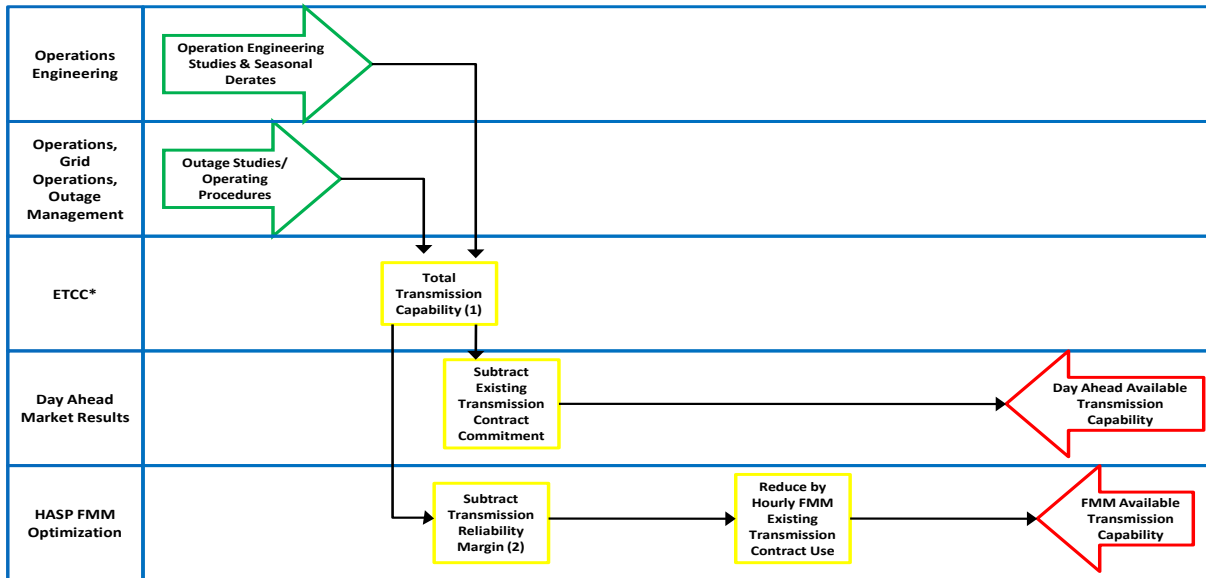 Operations
Engineering
Operation Engineering
Studies & Seasonal
Derates
Operations,
Grid
Operations,
Outage
Management
Outage Studies/
Operating
Procedures
ETCC*
Total
Transmission
Capability (1)
Day Ahead
Market Results
Subtract
Existing
Transmission
Contract
Commitment
Day Ahead Available
Transmission
Capability
HASP FMM
Optimization
Subtract
Transmission
Reliability
Margin (2)
Reduce by
Hourly FMM
Existing
Transmission
Contract Use
FMM Available
Transmission
Capability